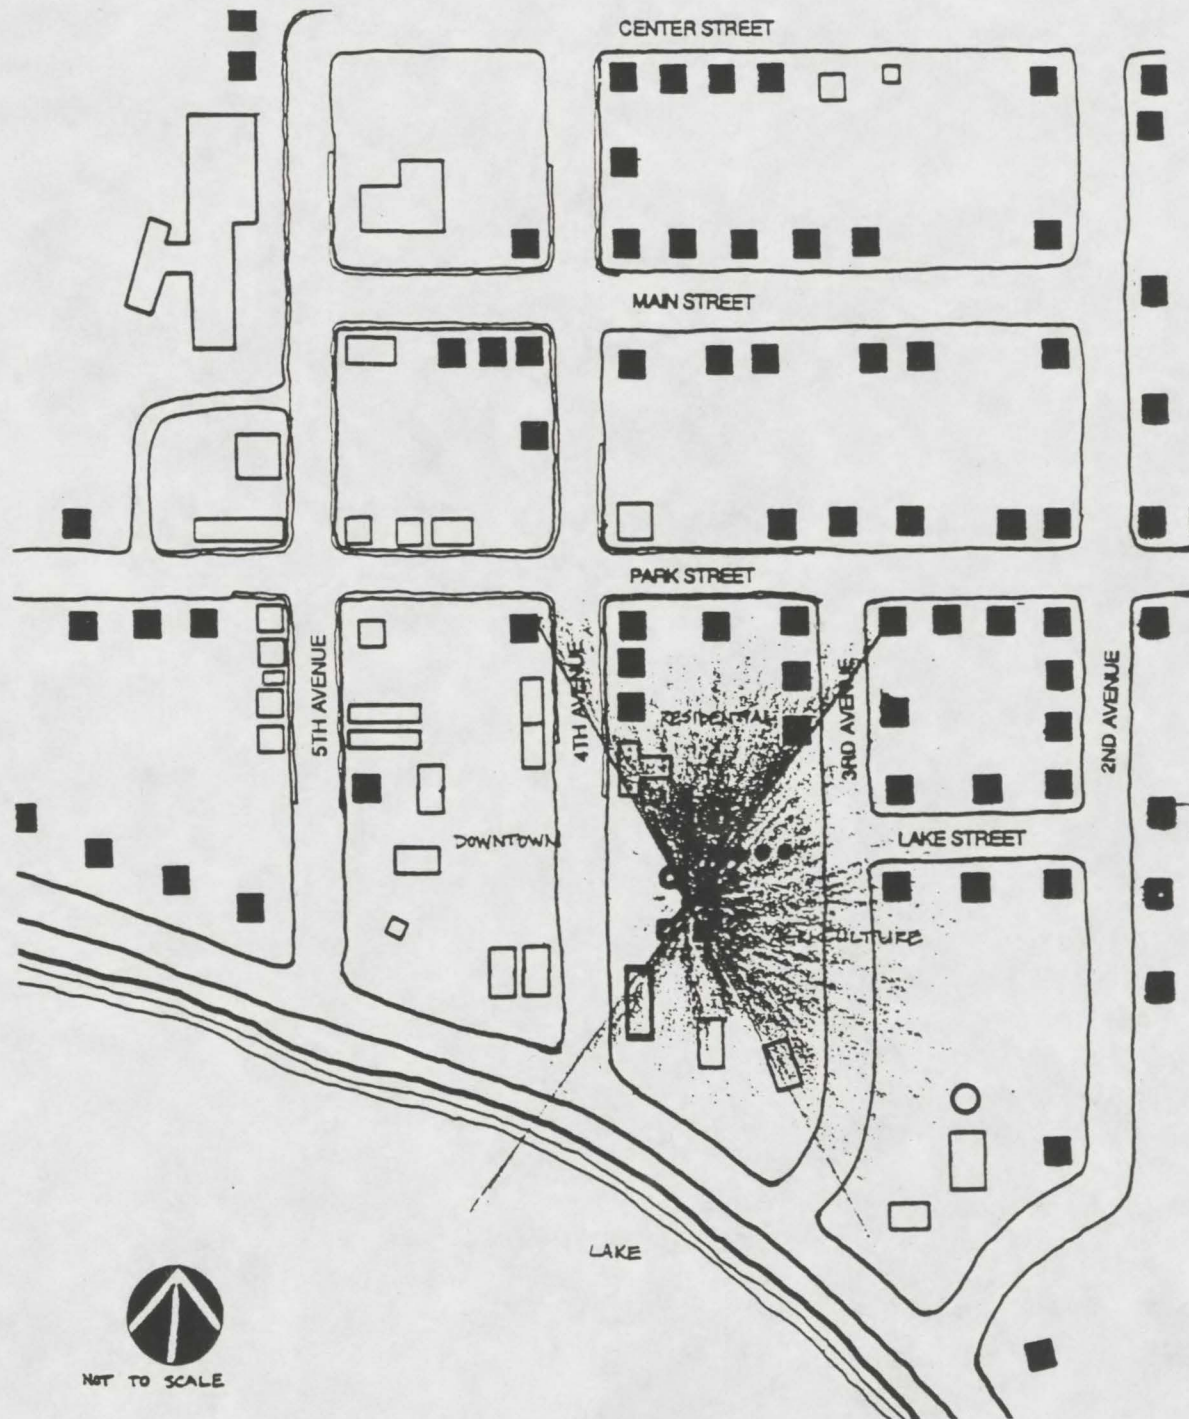 CENTER STREET
MAIN STREET
PARK STREET
5TH AVENUE
4TH AVENUE
3RD AVENUE
2ND AVENUE
RESIDENTIAL
DOWNTOWN
LAKE STREET
LAKE
NOT TO SCALE